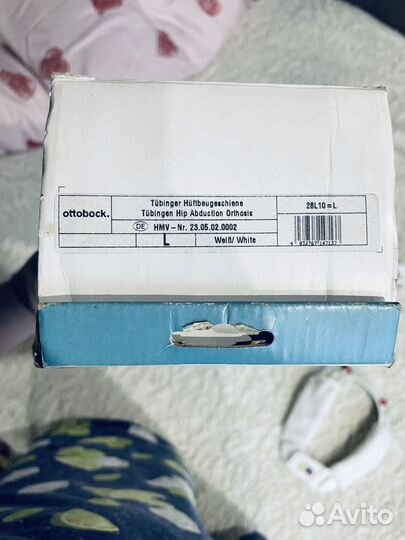 ottobock.
Tübinger Hüftbeugeschiene
Tübingen Hip Abduction Orthosis
28L10=L
DE HMV-Nr. 23.05.02.0002
L
Weiß/ White
Avito